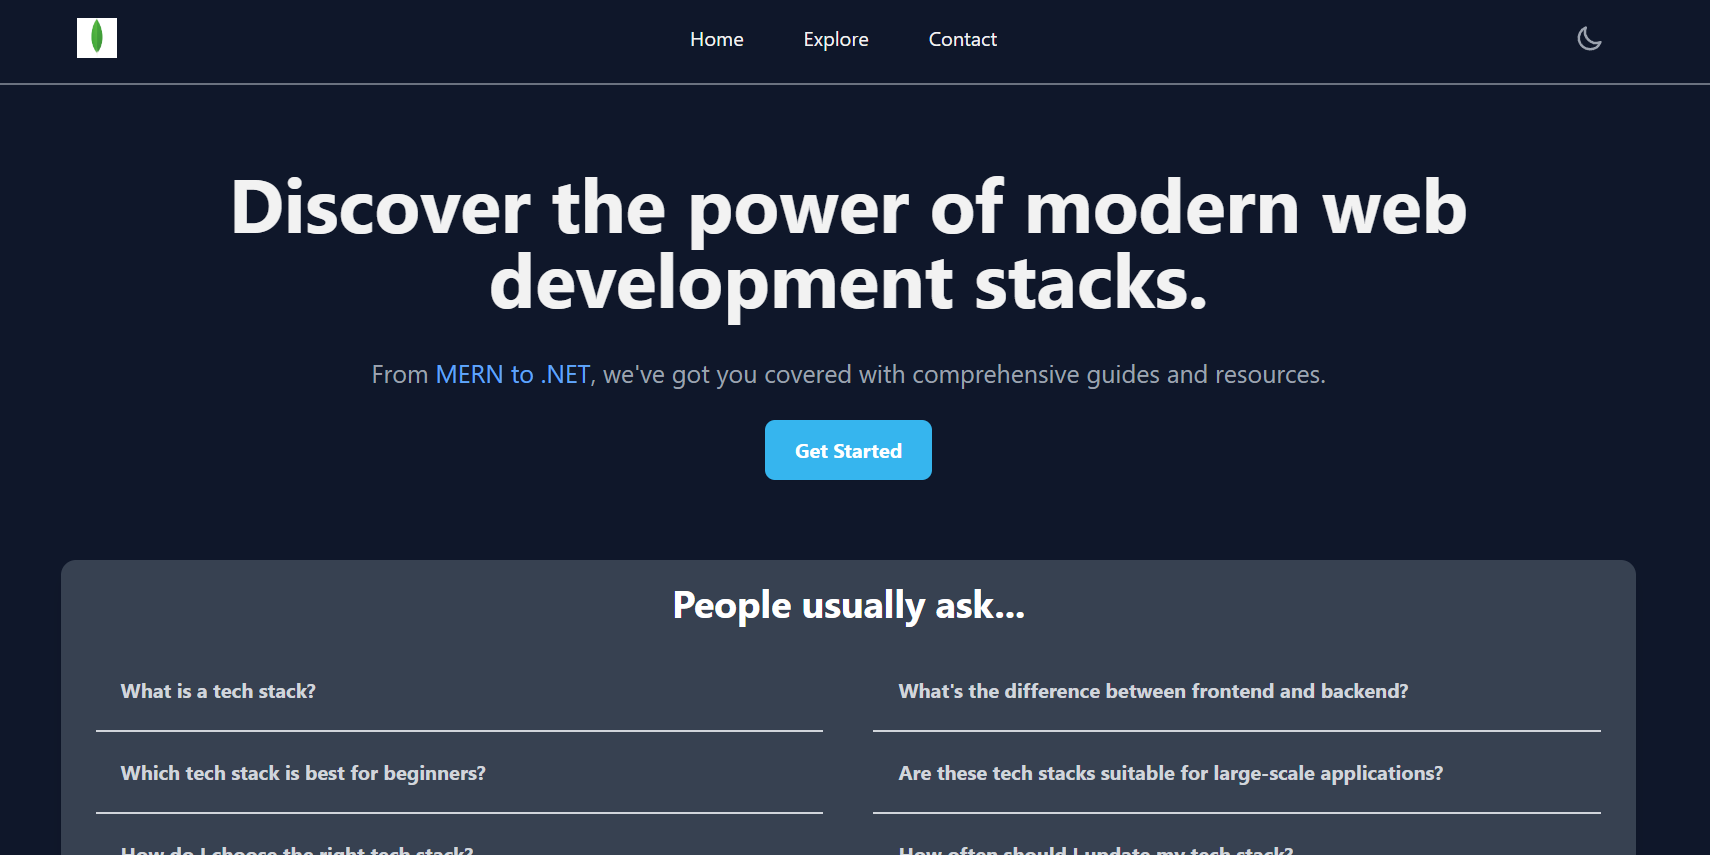 Home
Explore
Contact
Discover the power of modern web
development stacks.
From MERN to .NET, we've got you covered with comprehensive guides and resources.
Get Started
People usually ask...
What is a tech stack?
What's the difference between frontend and backend?
Which tech stack is best for beginners?
Are these tech stacks suitable for large-scale applications?
How do I choose the right tech stack?
How often should I update my tech stack?